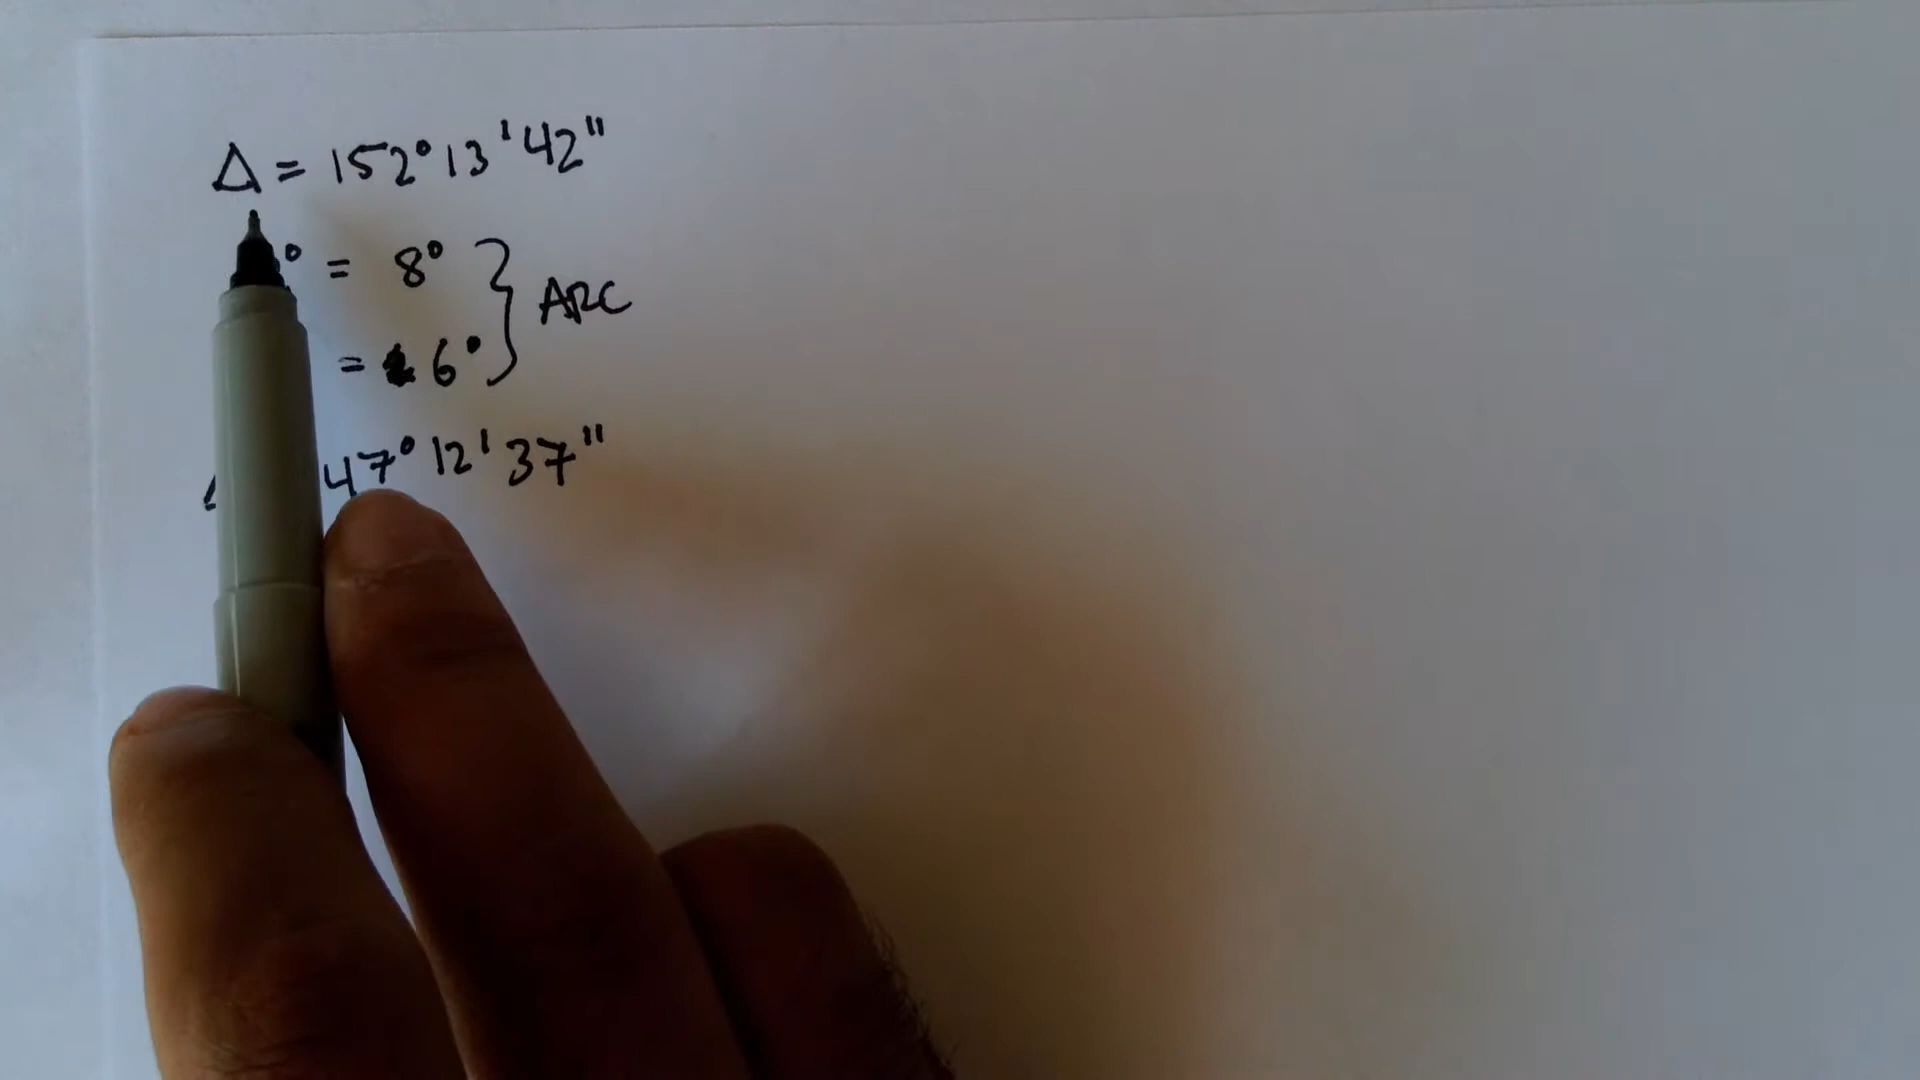 Δ = 152° 13' 42"
° = 8° } ARC
= 6°
47° 12' 37"